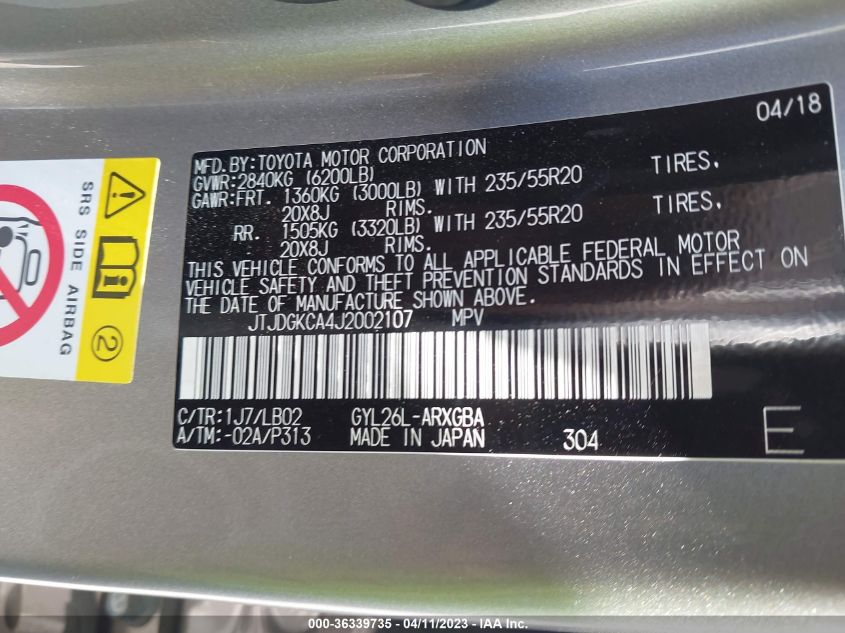 04/18
MFD. BY: TOYOTA MOTOR CORPORATION
GVWR: 2840KG (6200LB)
GAWR: FRT. 1360KG (3000LB) WITH 235/55R20 TIRES,
20X8J RIMS.
RR. 1505KG (3320LB) WITH 235/55R20 TIRES,
20X8J RIMS.
THIS VEHICLE CONFORMS TO ALL APPLICABLE FEDERAL MOTOR
VEHICLE SAFETY AND THEFT PREVENTION STANDARDS IN EFFECT ON
THE DATE OF MANUFACTURE SHOWN ABOVE.
JTJDGKCA4J2002107 MPV
C/TR: 1J7/LB02 GYL26L-ARXGBA
A/TM: -02A/P313 MADE IN JAPAN 304 E
SRS SIDE AIRBAG
2
000-36339735 - 04/11/2023 - IAA Inc.